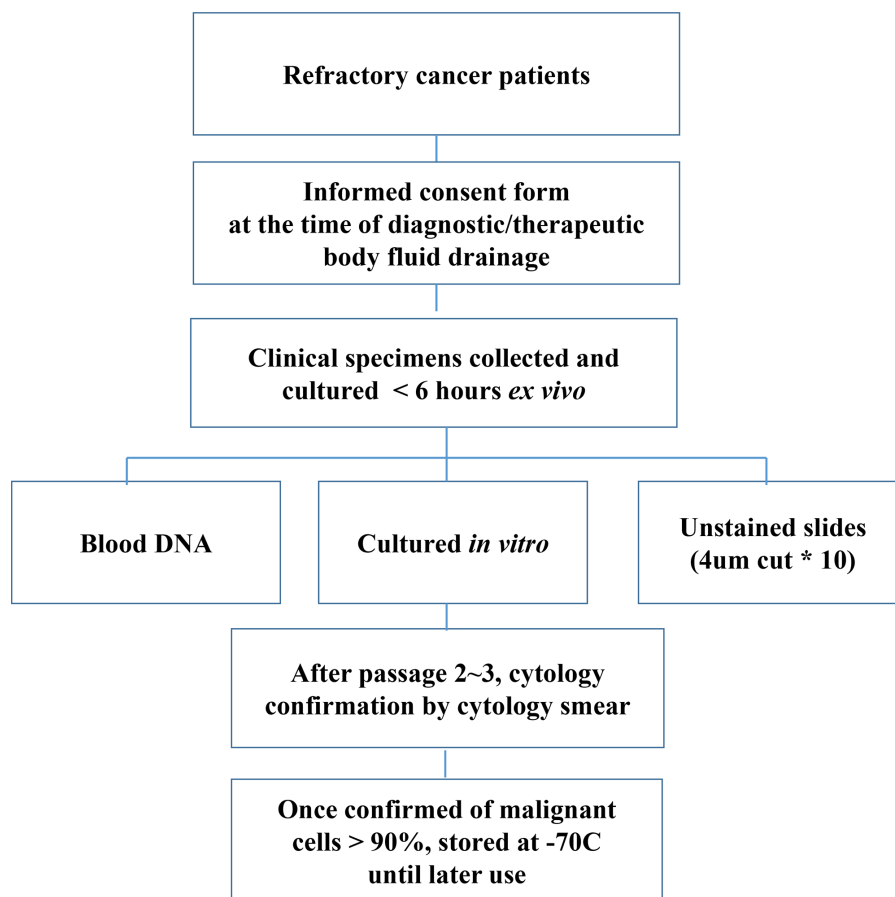 Refractory cancer patients
Informed consent form
at the time of diagnostic/therapeutic
body fluid drainage
Clinical specimens collected and
cultured < 6 hours ex vivo
Blood DNA
Cultured in vitro
Unstained slides
(4um cut * 10)
After passage 2~3, cytology
confirmation by cytology smear
Once confirmed of malignant
cells > 90%, stored at -70C
until later use